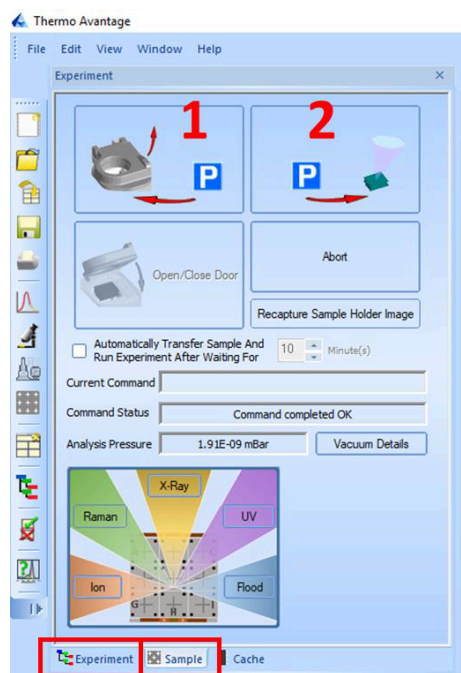 Thermo Avantage
File Edit View Window Help
Experiment
1 2
P P
Open/Close Door
Abort
Recapture Sample Holder Image
Automatically Transfer Sample And
Run Experiment After Waiting For
10 Minute(s)
Current Command
Command Status Command completed OK
Analysis Pressure 1.91E-09 mBar Vacuum Details
X-Ray
Raman UV
Ion Flood
G H I
Experiment Sample Cache